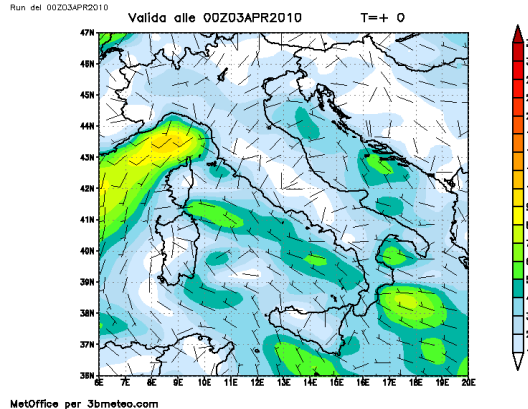 Run del 00Z03APR2010
Valida alle 00Z03APR2010 T=+ 0
47N
46N
45N
44N
43N
42N
41N
40N
39N
38N
37N
36N
6E 7E 8E 9E 10E 11E 12E 13E 14E 15E 16E 17E 18E 19E 20E
MetOffice per 3bmeteo.com